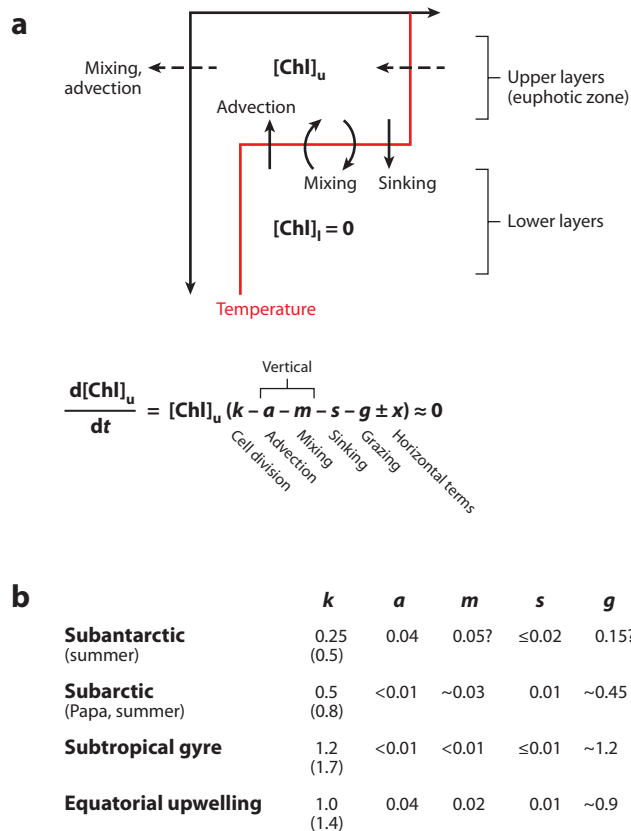 a
Mixing,
advection
[Chl]u
Upper layers
(euphotic zone)
Advection
Mixing
Sinking
[Chl]l = 0
Lower layers
Temperature
Vertical
d[Chl]u
dt
= [Chl]u (k – a – m – s – g ± x) ≈ 0
Cell division
Advection
Mixing
Sinking
Grazing
Horizontal terms
b
k a m s g
Subantarctic 0.25 0.04 0.05? ≤0.02 0.15?
(summer) (0.5)
Subarctic 0.5 <0.01 ~0.03 0.01 ~0.45
(Papa, summer) (0.8)
Subtropical gyre 1.2 <0.01 <0.01 ≤0.01 ~1.2
(1.7)
Equatorial upwelling 1.0 0.04 0.02 0.01 ~0.9
(1.4)